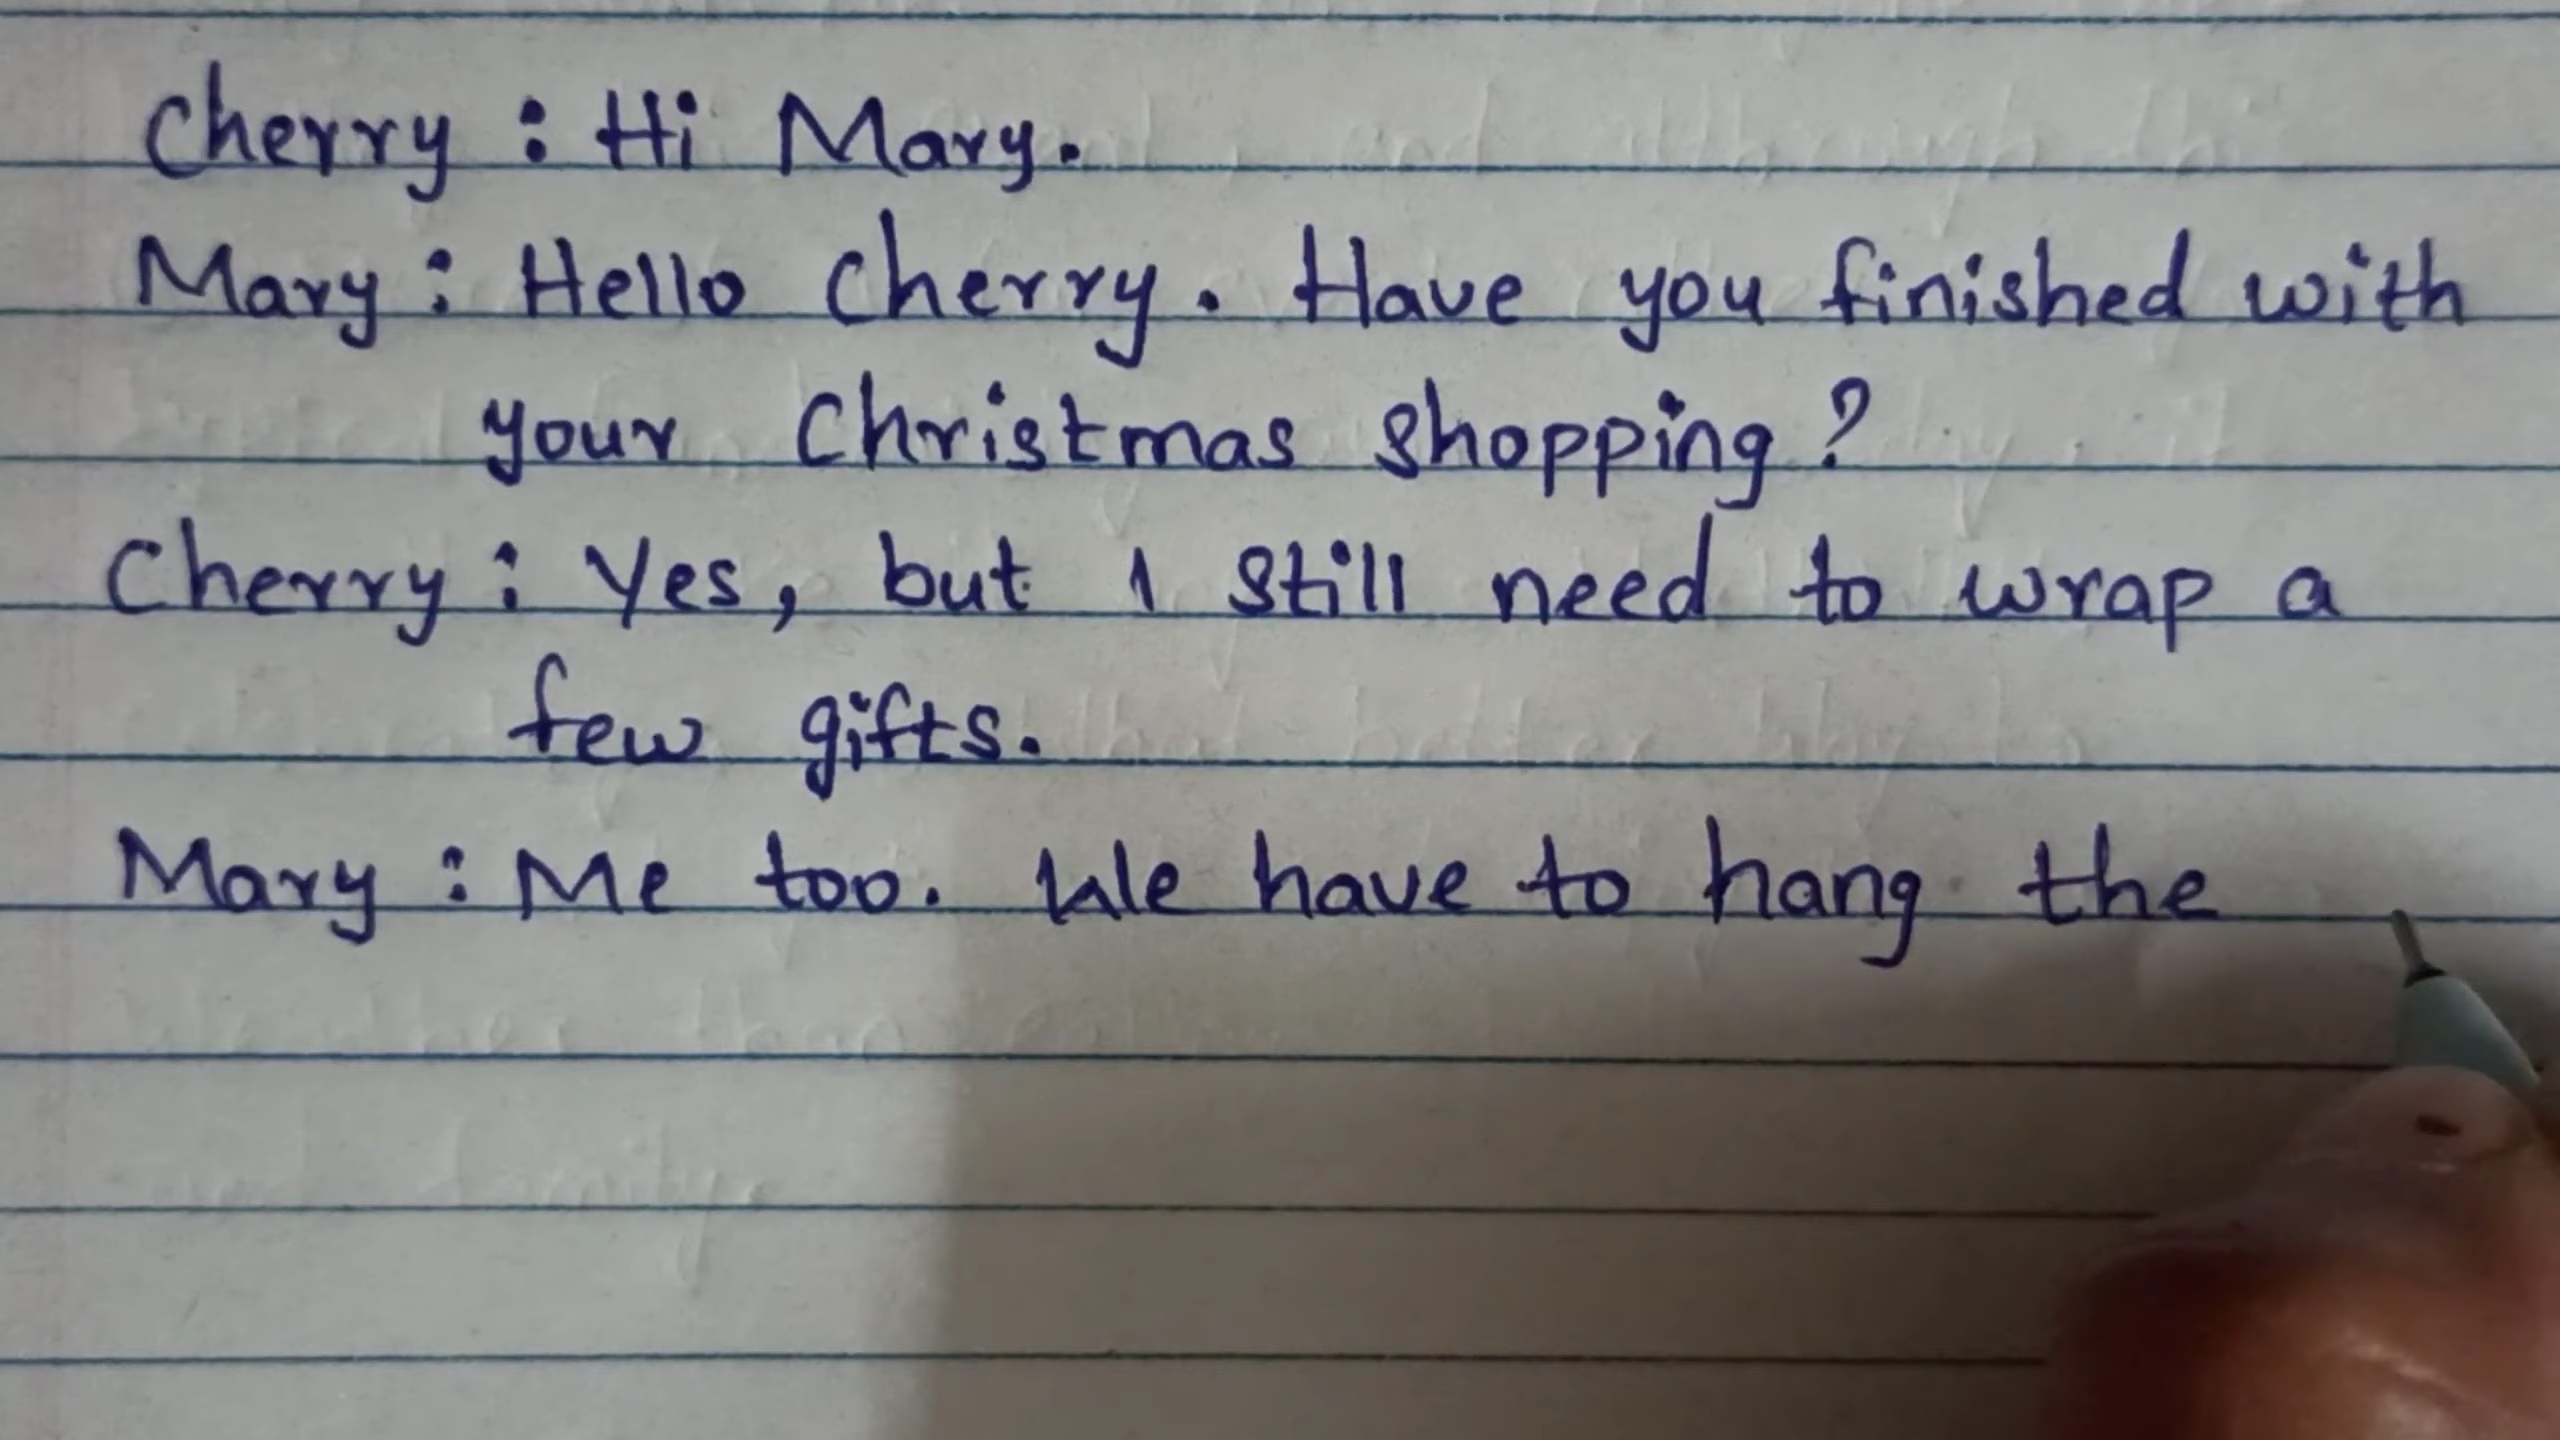 Cherry : Hi Mary.
Mary : Hello Cherry. Have you finished with
your Christmas shopping?
Cherry : Yes, but I still need to wrap a
few gifts.
Mary : Me too. We have to hang the